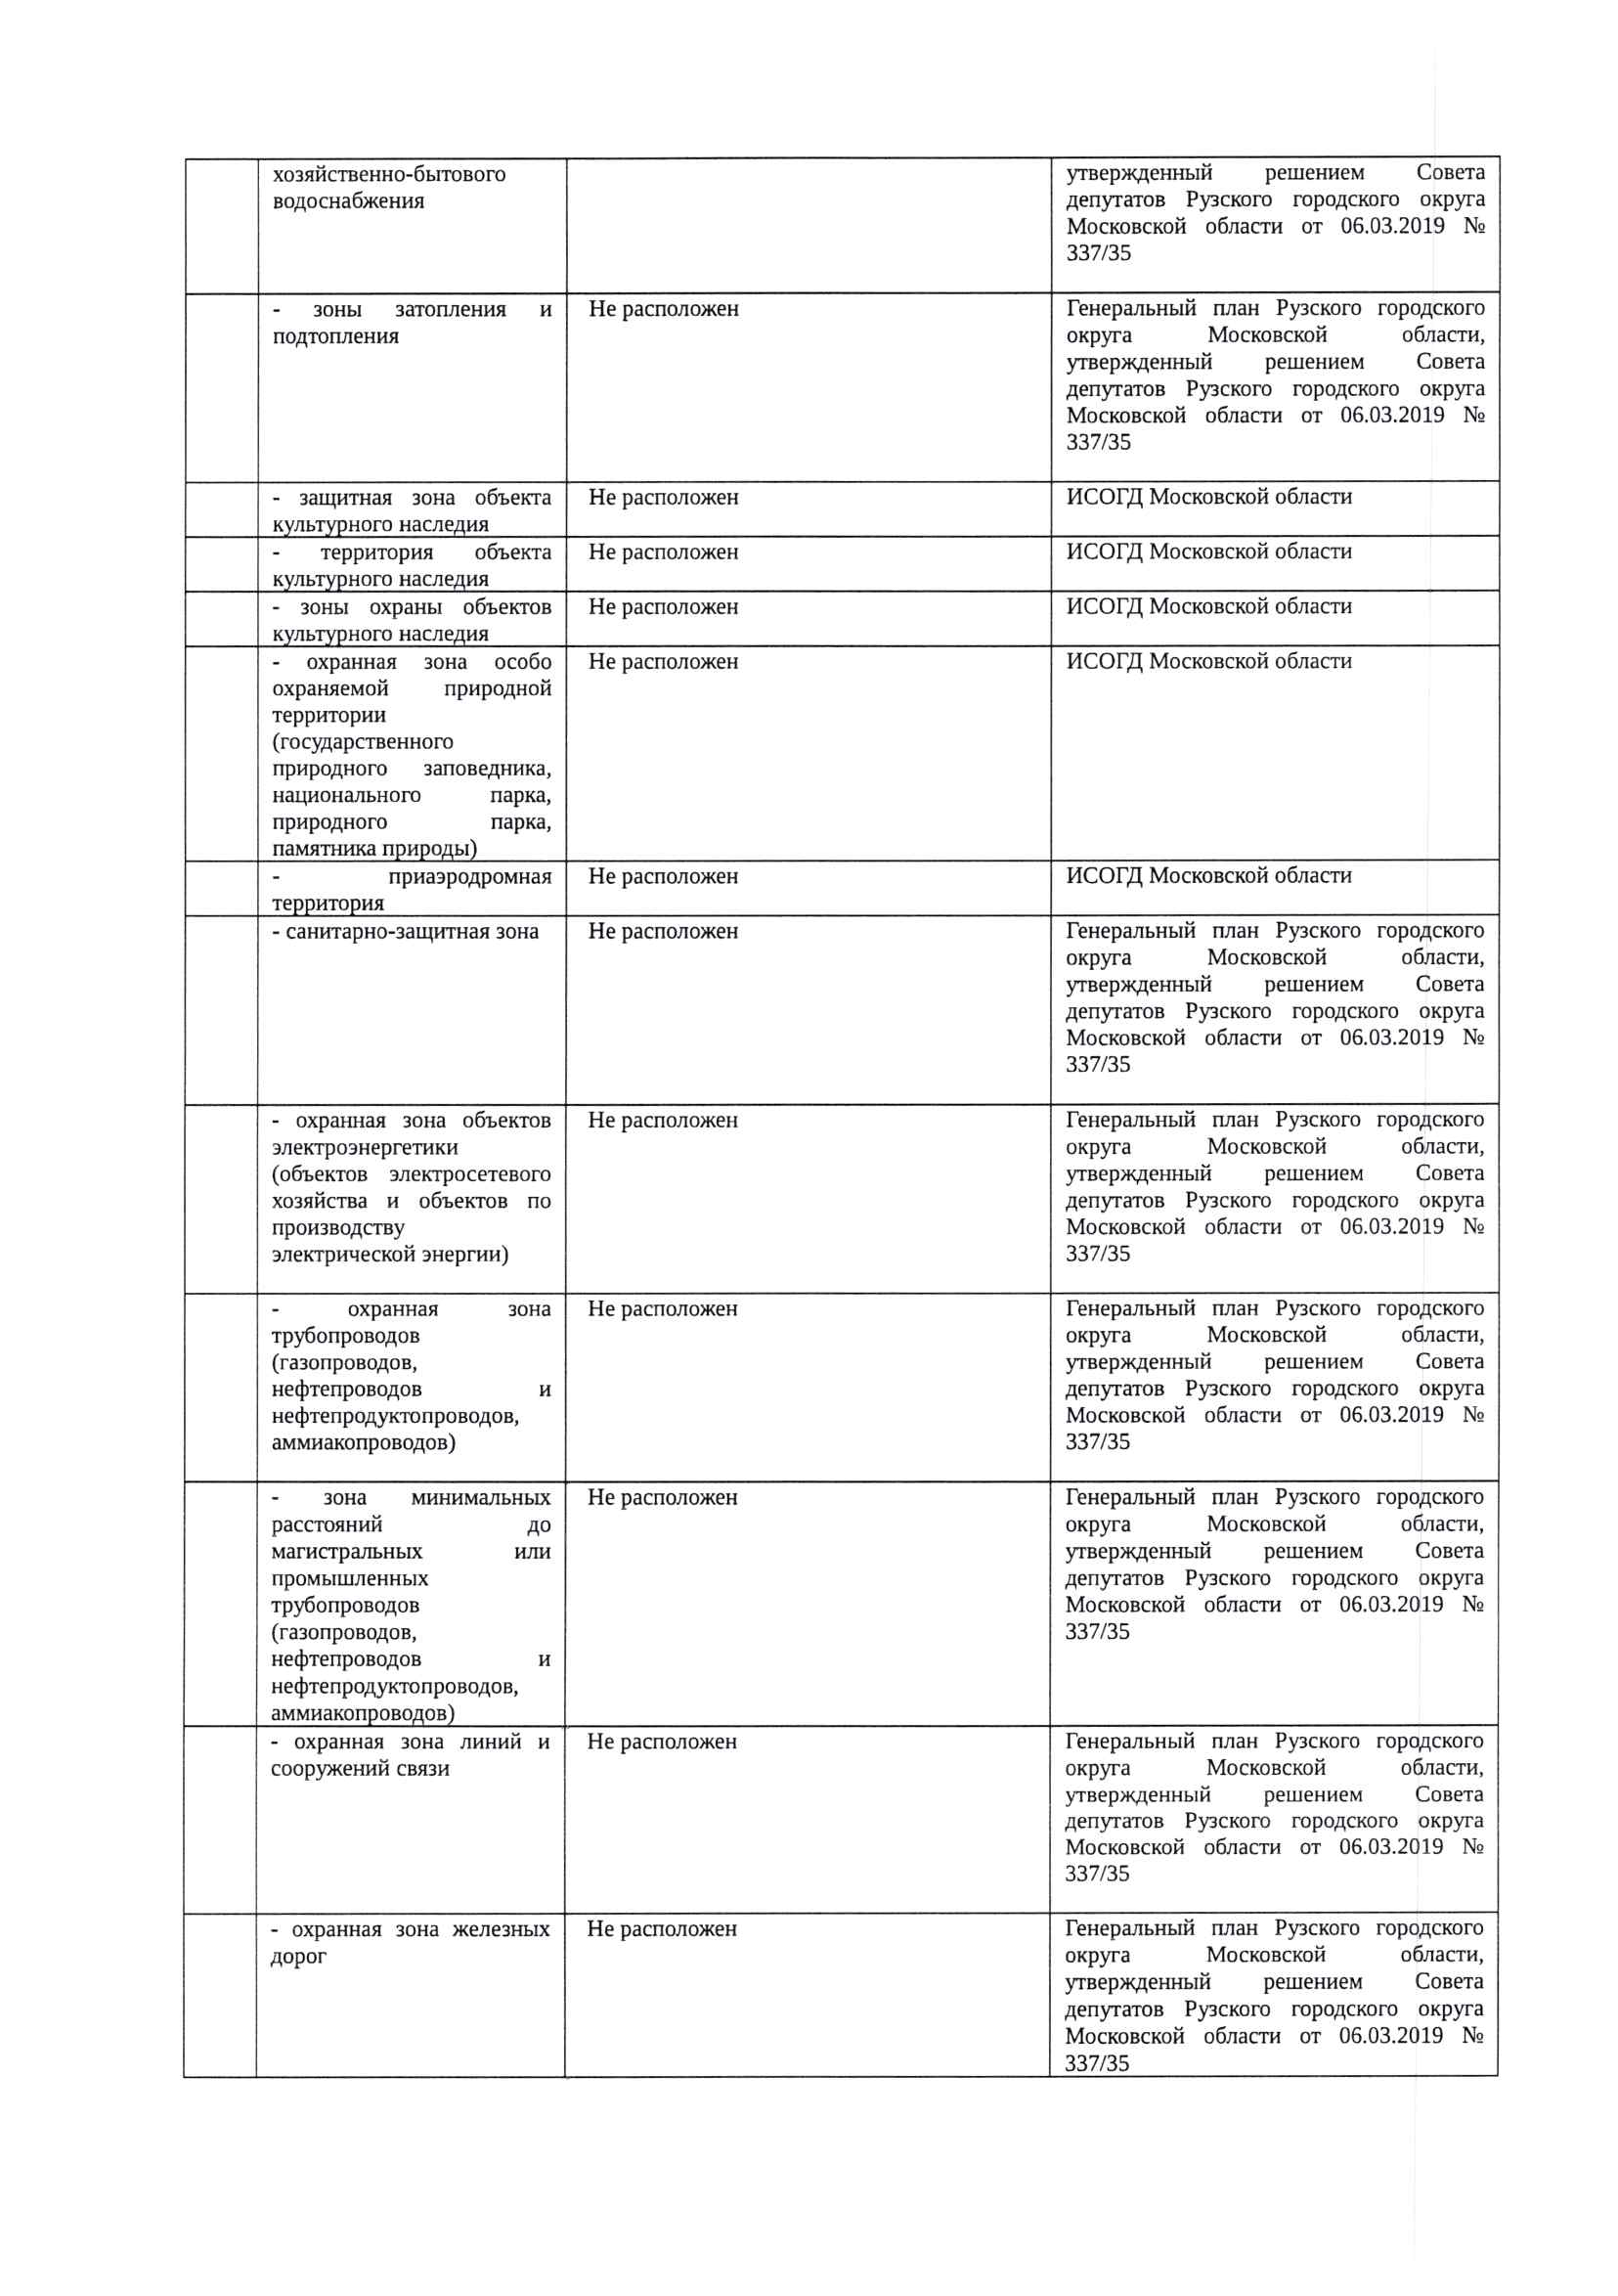 хозяйственно-бытового
водоснабжения
утвержденный решением Совета
депутатов Рузского городского округа
Московской области от 06.03.2019 №
337/35
- зоны затопления и
подтопления
Не расположен
Генеральный план Рузского городского
округа Московской области,
утвержденный решением Совета
депутатов Рузского городского округа
Московской области от 06.03.2019 №
337/35
- защитная зона объекта
культурного наследия
Не расположен
ИСОГД Московской области
- территория объекта
культурного наследия
Не расположен
ИСОГД Московской области
- зоны охраны объектов
культурного наследия
Не расположен
ИСОГД Московской области
- охранная зона особо
охраняемой природной
территории
(государственного
природного заповедника,
национального парка,
природного парка,
памятника природы)
Не расположен
ИСОГД Московской области
- приаэродромная
территория
Не расположен
ИСОГД Московской области
- санитарно-защитная зона
Не расположен
Генеральный план Рузского городского
округа Московской области,
утвержденный решением Совета
депутатов Рузского городского округа
Московской области от 06.03.2019 №
337/35
- охранная зона объектов
электроэнергетики
(объектов электросетевого
хозяйства и объектов по
производству
электрической энергии)
Не расположен
Генеральный план Рузского городского
округа Московской области,
утвержденный решением Совета
депутатов Рузского городского округа
Московской области от 06.03.2019 №
337/35
- охранная зона
трубопроводов
(газопроводов,
нефтепроводов и
нефтепродуктопроводов,
аммиакопроводов)
Не расположен
Генеральный план Рузского городского
округа Московской области,
утвержденный решением Совета
депутатов Рузского городского округа
Московской области от 06.03.2019 №
337/35
- зона минимальных
расстояний до
магистральных или
промышленных
трубопроводов
(газопроводов,
нефтепроводов и
нефтепродуктопроводов,
аммиакопроводов)
Не расположен
Генеральный план Рузского городского
округа Московской области,
утвержденный решением Совета
депутатов Рузского городского округа
Московской области от 06.03.2019 №
337/35
- охранная зона линий и
сооружений связи
Не расположен
Генеральный план Рузского городского
округа Московской области,
утвержденный решением Совета
депутатов Рузского городского округа
Московской области от 06.03.2019 №
337/35
- охранная зона железных
дорог
Не расположен
Генеральный план Рузского городского
округа Московской области,
утвержденный решением Совета
депутатов Рузского городского округа
Московской области от 06.03.2019 №
337/35